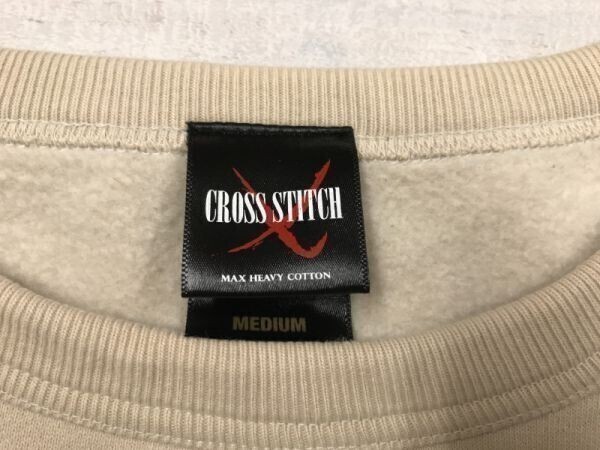 CROSS STITCH
MAX HEAVY COTTON
MEDIUM